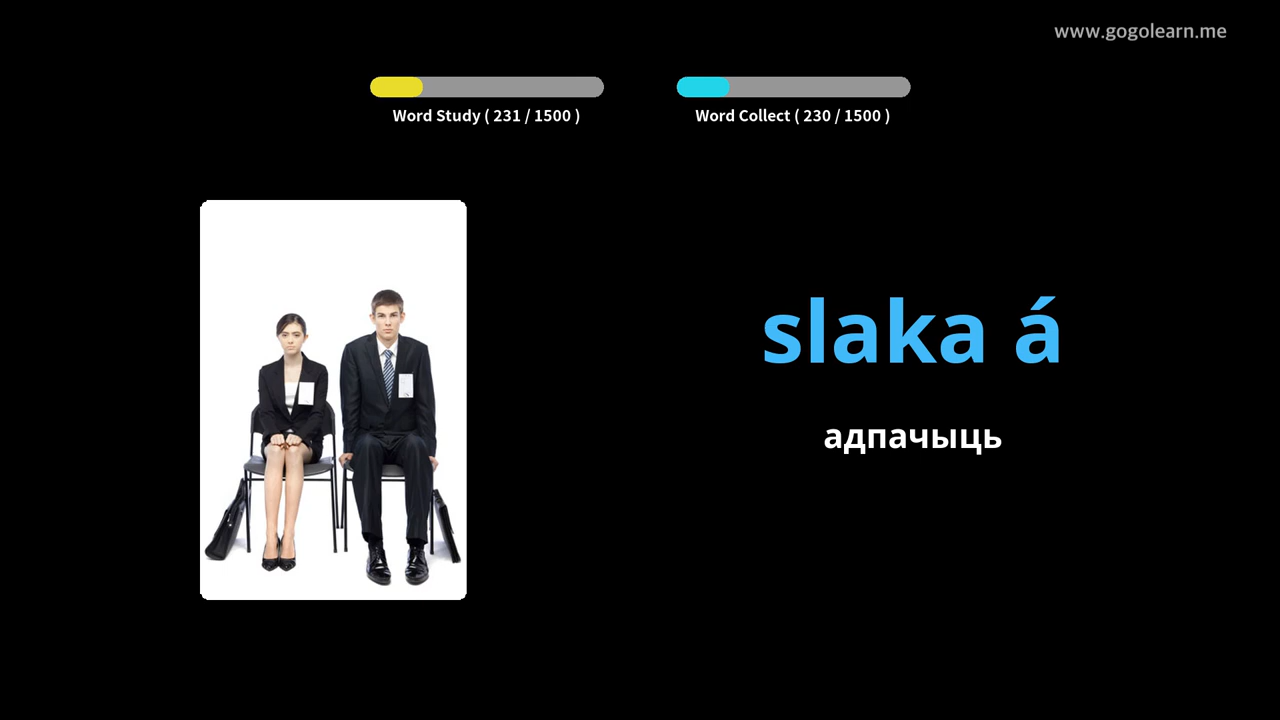 www.gogolearn.me
Word Study ( 231 / 1500 )
Word Collect ( 230 / 1500 )
slaka á
адпачыць